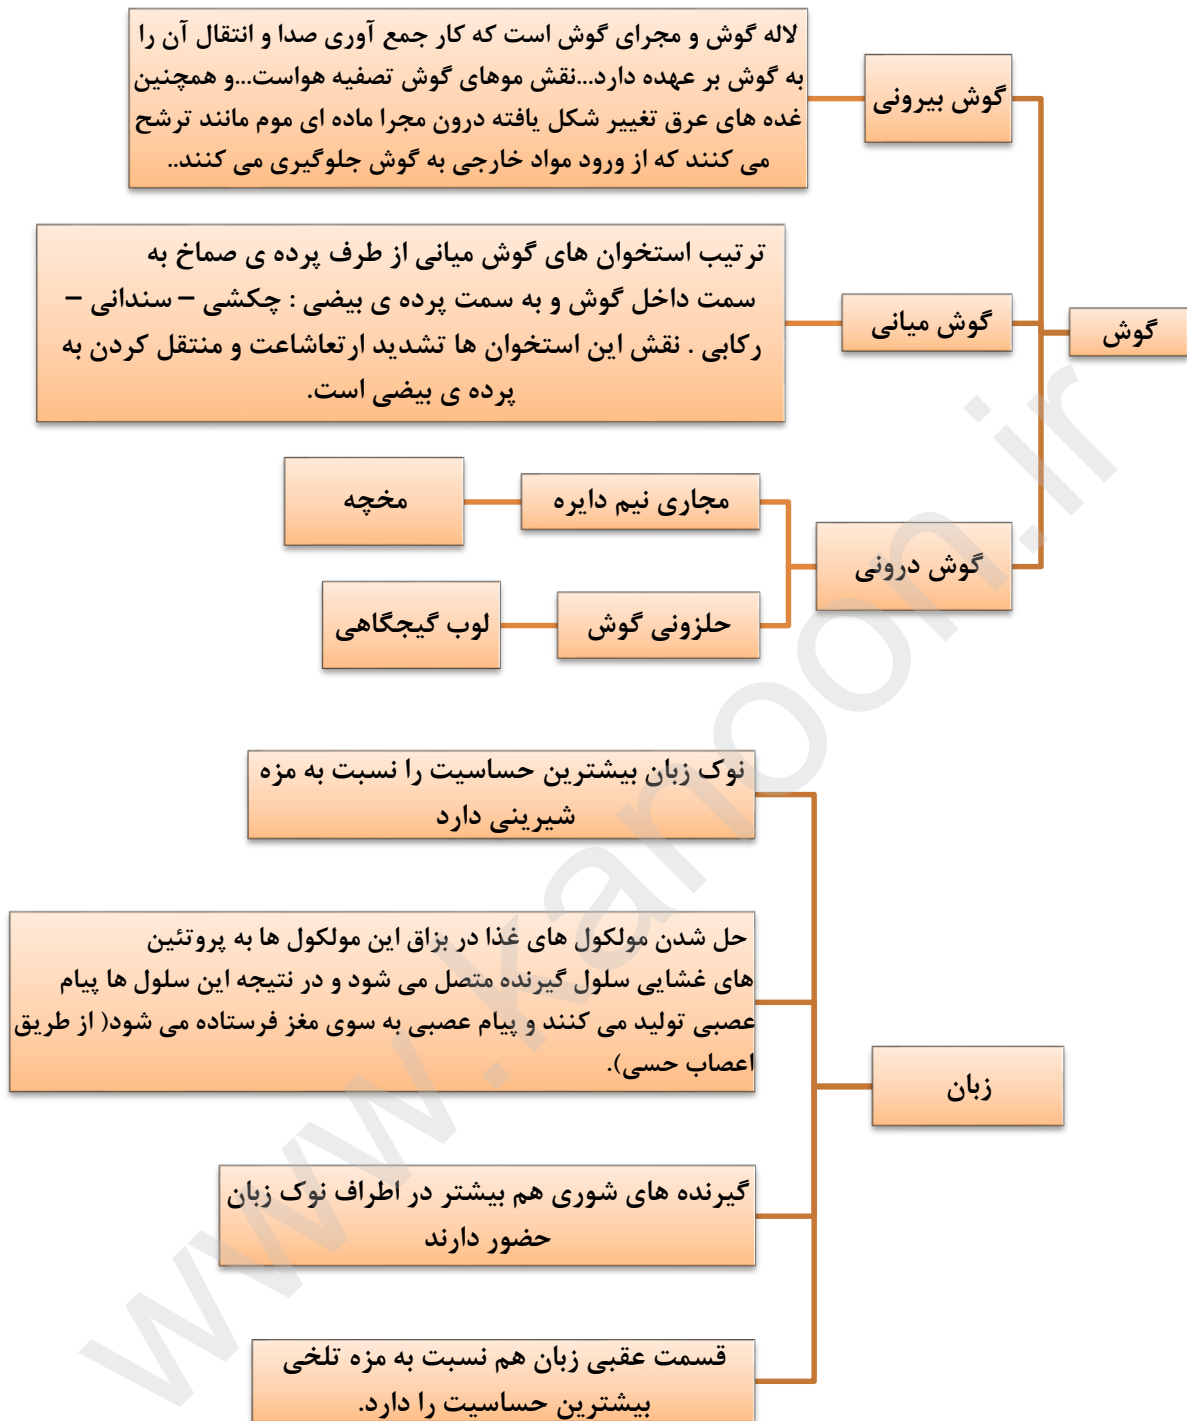 گوش
گوش بیرونی
لاله گوش و مجرای گوش است که کار جمع آوری صدا و انتقال آن را
به گوش بر عهده دارد...نقش موهای گوش تصفیه هواست...و همچنین
غده های عرق تغییر شکل یافته درون مجرا ماده ای موم مانند ترشح
می کنند که از ورود مواد خارجی به گوش جلوگیری می کنند..
گوش میانی
ترتیب استخوان های گوش میانی از طرف پرده ی صماخ به
سمت داخل گوش و به سمت پرده ی بیضی : چکشی – سندانی –
رکابی . نقش این استخوان ها تشدید ارتعاشاعت و منتقل کردن به
پرده ی بیضی است.
گوش درونی
مجاری نیم دایره
مخچه
حلزونی گوش
لوب گیجگاهی
زبان
نوک زبان بیشترین حساسیت را نسبت به مزه
شیرینی دارد
حل شدن مولکول های غذا در بزاق این مولکول ها به پروتئین
های غشایی سلول گیرنده متصل می شود و در نتیجه این سلول ها پیام
عصبی تولید می کنند و پیام عصبی به سوی مغز فرستاده می شود( از طریق
اعصاب حسی).
گیرنده های شوری هم بیشتر در اطراف نوک زبان
حضور دارند
قسمت عقبی زبان هم نسبت به مزه تلخی
بیشترین حساسیت را دارد.
www.kanoon.ir